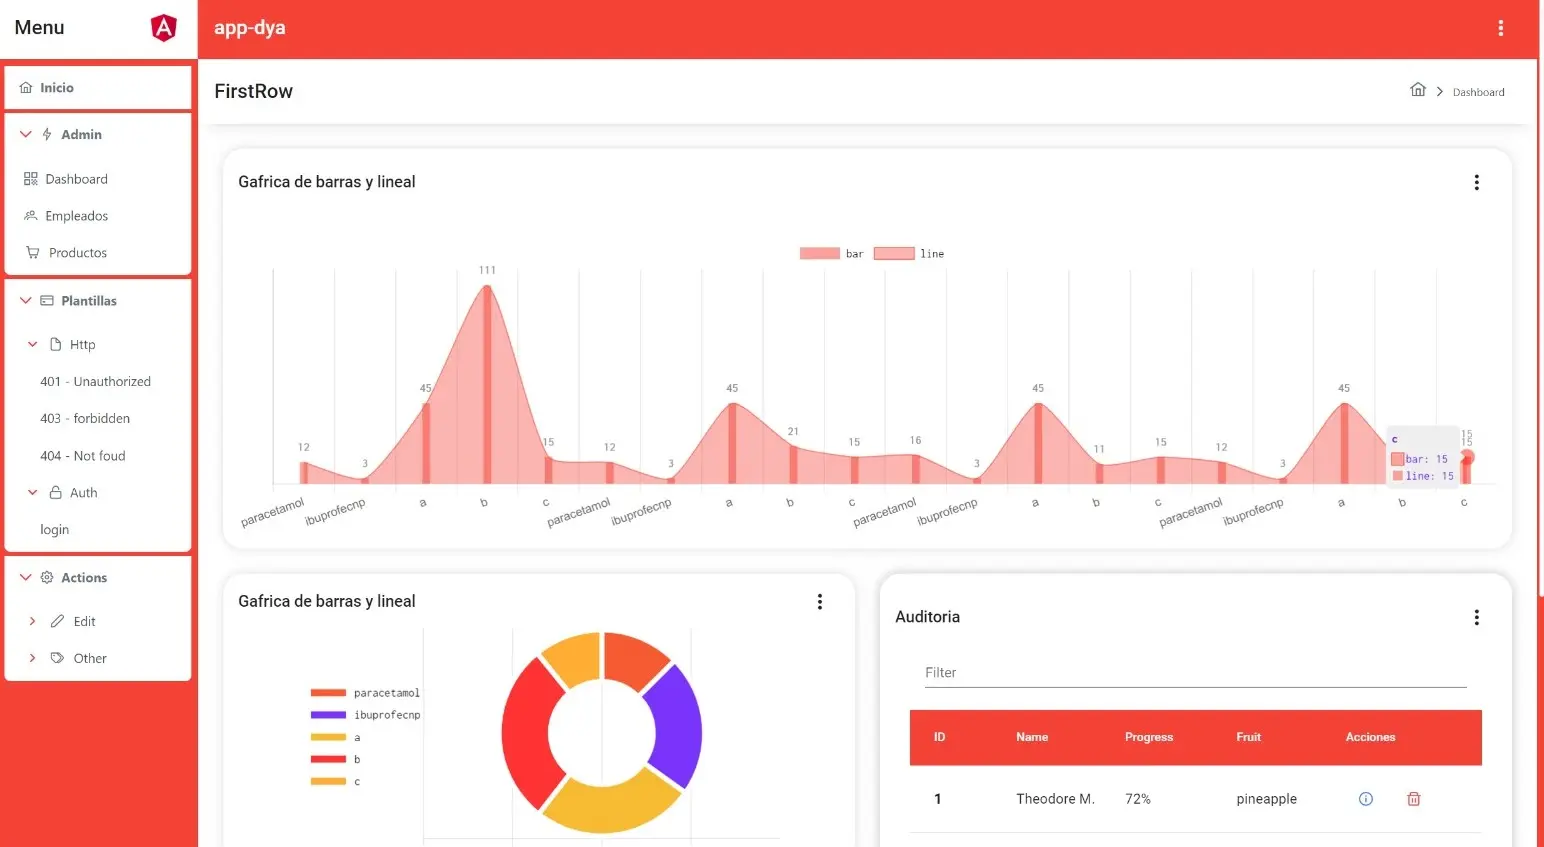 Menu
app-dya
Inicio
FirstRow
Dashboard
Admin
Dashboard
Empleados
Productos
Plantillas
Http
401 - Unauthorized
403 - forbidden
404 - Not foud
Auth
login
Actions
Edit
Other
Gafrica de barras y lineal
bar line
12 3 45 111 15 12 3 45 21 15 16 3 45 11 15 12 3 45 15
15
c
bar: 15
line: 15
paracetamol ibuprofecnp a b c paracetamol ibuprofecnp a b c paracetamol ibuprofecnp a b c paracetamol ibuprofecnp a b c
Gafrica de barras y lineal
paracetamol
ibuprofecnp
a
b
c
Auditoria
Filter
ID Name Progress Fruit Acciones
1 Theodore M. 72% pineapple